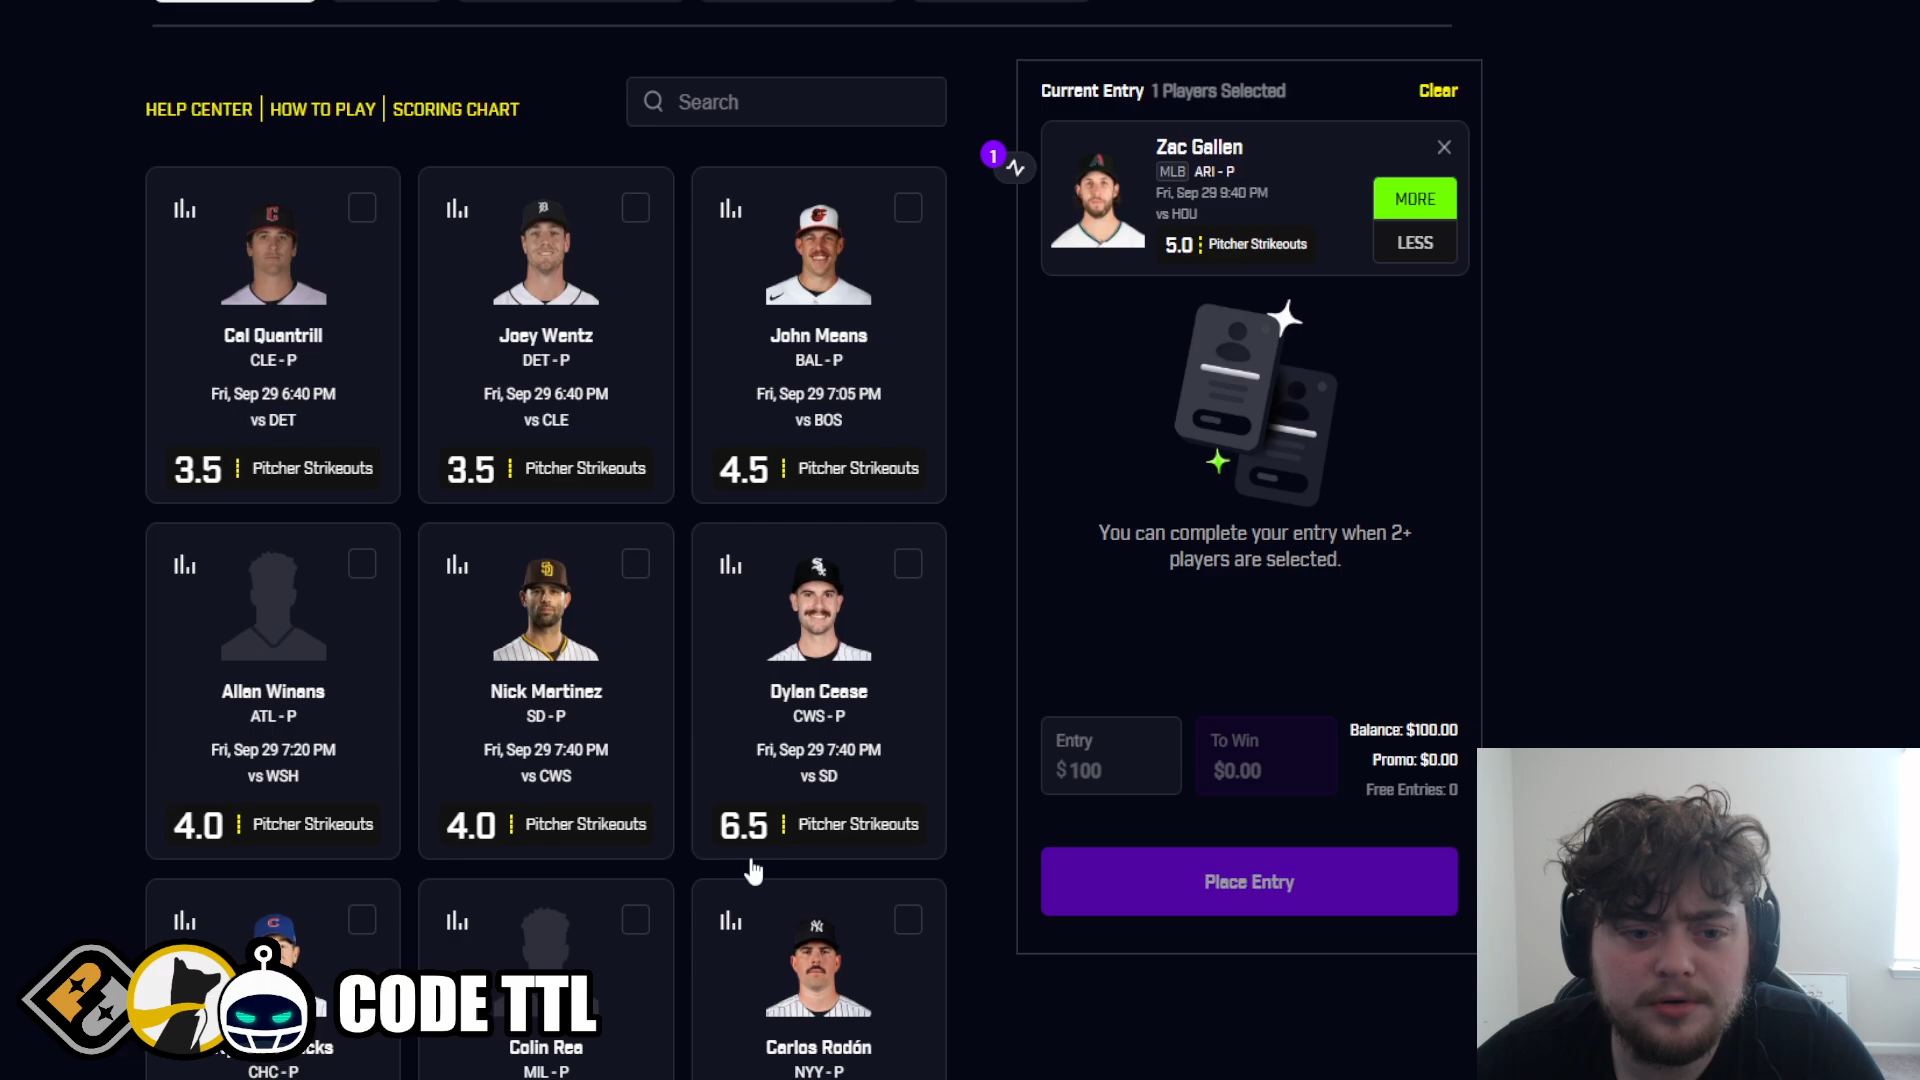 HELP CENTER | HOW TO PLAY | SCORING CHART
Search
Cal Quantrill
CLE - P
Fri, Sep 29 6:40 PM
vs DET
3.5 Pitcher Strikeouts
Joey Wentz
DET - P
Fri, Sep 29 6:40 PM
vs CLE
3.5 Pitcher Strikeouts
John Means
BAL - P
Fri, Sep 29 7:05 PM
vs BOS
4.5 Pitcher Strikeouts
Allan Winans
ATL - P
Fri, Sep 29 7:20 PM
vs WSH
4.0 Pitcher Strikeouts
Nick Martinez
SD - P
Fri, Sep 29 7:40 PM
vs CWS
4.0 Pitcher Strikeouts
Dylan Cease
CWS - P
Fri, Sep 29 7:40 PM
vs SD
6.5 Pitcher Strikeouts
cks
CHC - P
Colin Rea
MIL - P
Carlos Rodón
NYY - P
CODE TTL
Current Entry 1 Players Selected
Clear
1
Zac Gallen
MLB ARI - P
Fri, Sep 29 9:40 PM
vs HOU
5.0 Pitcher Strikeouts
MORE
LESS
You can complete your entry when 2+
players are selected.
Entry
$ 100
To Win
$0.00
Balance: $100.00
Promo: $0.00
Free Entries: 0
Place Entry